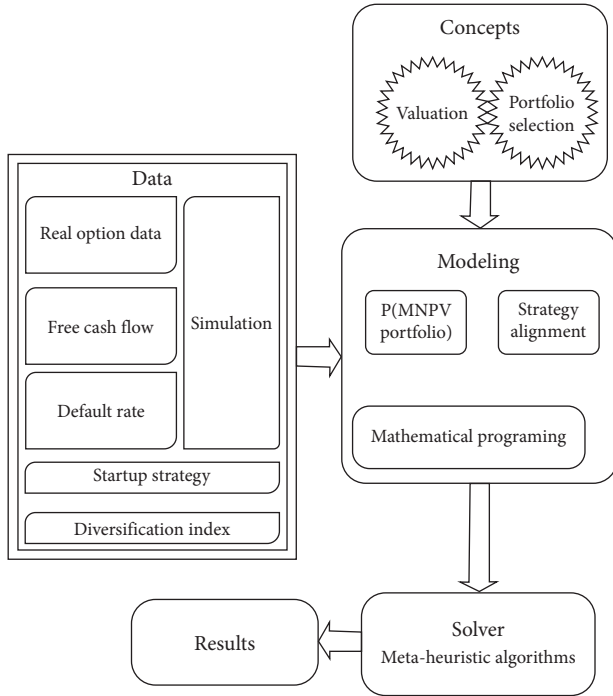 Concepts
Valuation
Portfolio
selection
Data
Real option data
Free cash flow
Default rate
Simulation
Startup strategy
Diversification index
Modeling
P(MNPV
portfolio)
Strategy
alignment
Mathematical programing
Solver
Meta-heuristic algorithms
Results